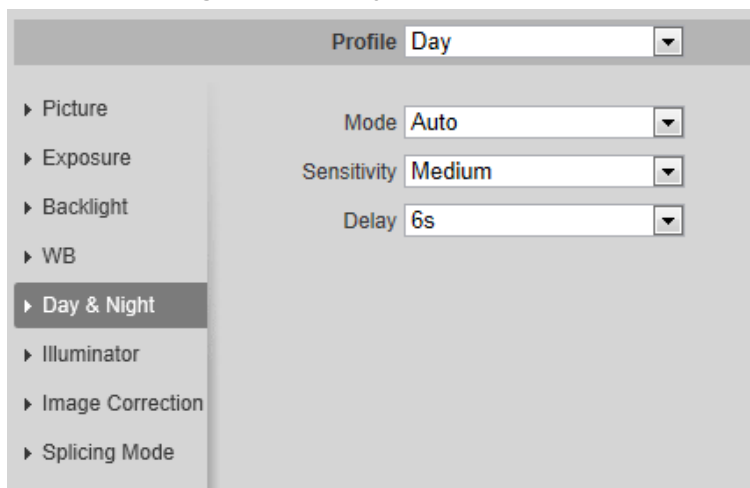 Profile Day
Picture
Exposure
Backlight
WB
Day & Night
Illuminator
Image Correction
Splicing Mode
Mode Auto
Sensitivity Medium
Delay 6s